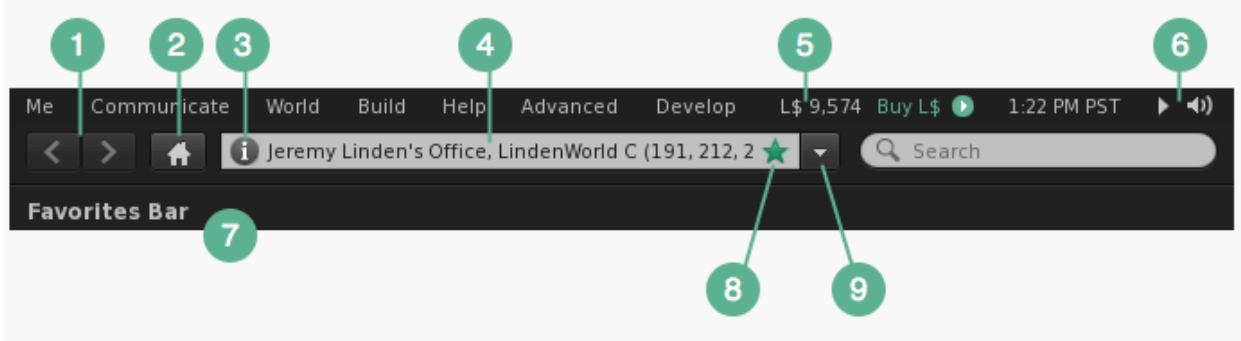 1 2 3 4 5 6
Me Communicate World Build Help Advanced Develop L$ 9,574 Buy L$ 1:22 PM PST
i Jeremy Linden's Office, LindenWorld C (191, 212, 2 Search
Favorites Bar
7
8 9